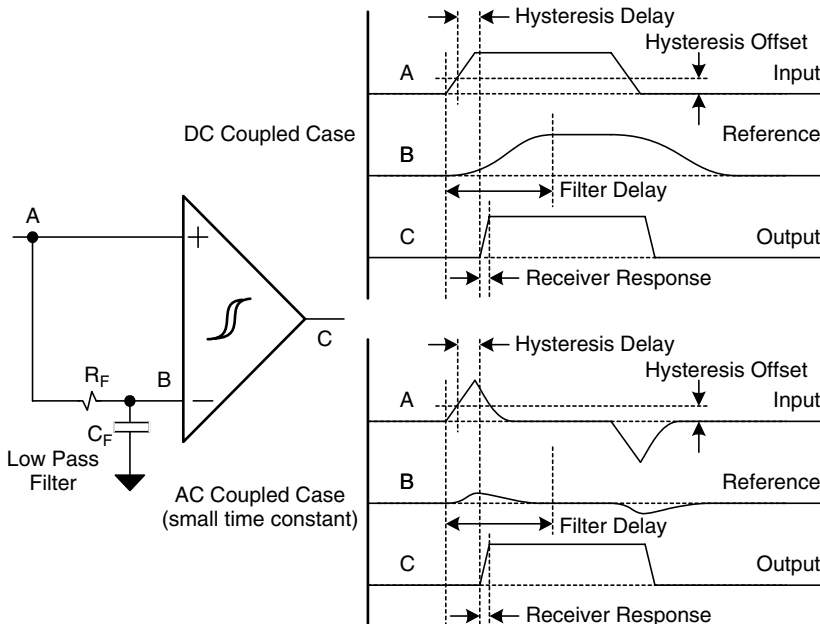 Hysteresis Delay
Hysteresis Offset
A
Input
DC Coupled Case
Reference
B
Filter Delay
A
C
Output
+
Receiver Response
C
Hysteresis Delay
Hysteresis Offset
RF
B
A
Input
−
CF
Low Pass
Filter
B
Reference
AC Coupled Case
(small time constant)
Filter Delay
C
Output
Receiver Response